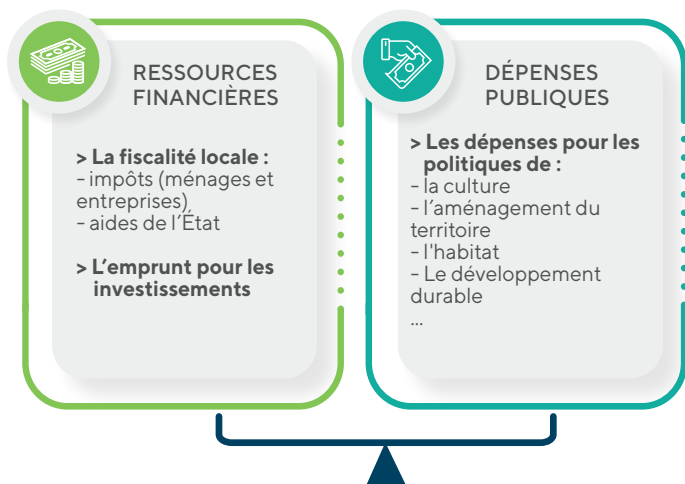 RESSOURCES
FINANCIÈRES
> La fiscalité locale :
- impôts (ménages et
entreprises)
- aides de l'État
> L'emprunt pour les
investissements
DÉPENSES
PUBLIQUES
> Les dépenses pour les
politiques de :
- la culture
- l'aménagement du
territoire
- l'habitat
- Le développement
durable
...